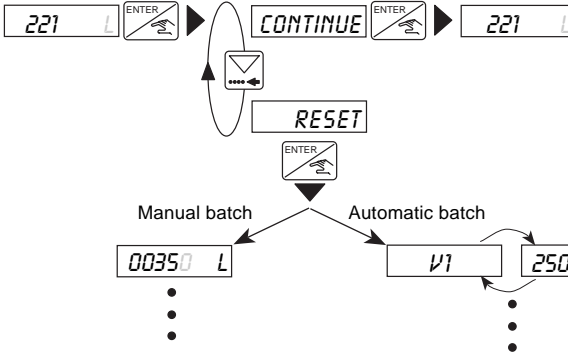 221 L ENTER CONTINUE ENTER 221 L
RESET
ENTER
Manual batch Automatic batch
00350 L V1 250